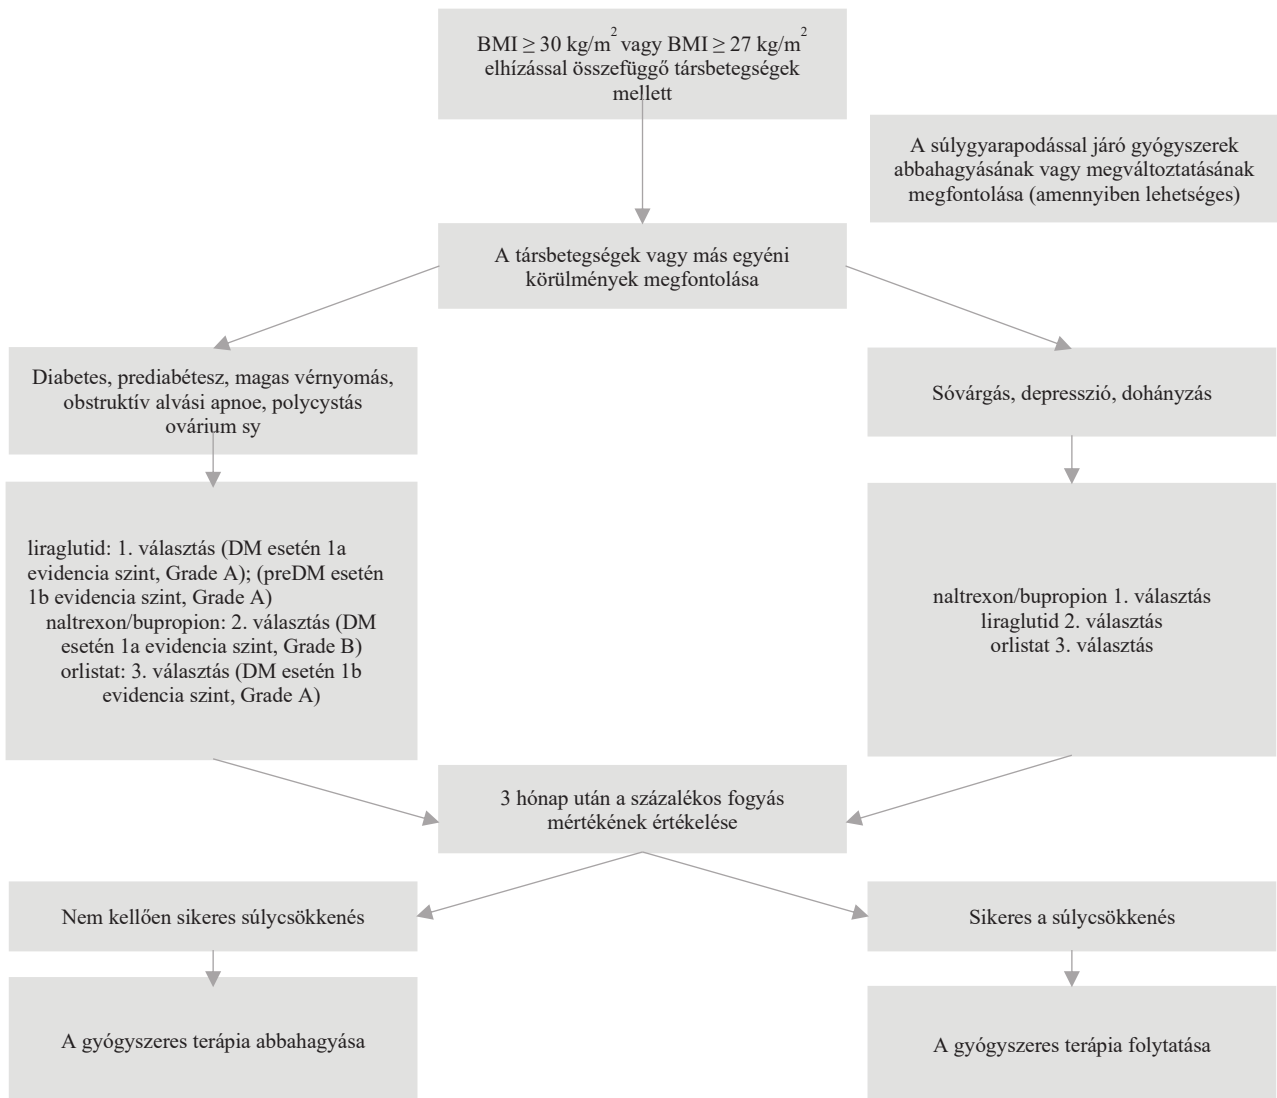 BMI ≥ 30 kg/m² vagy BMI ≥ 27 kg/m²
elhízással összefüggő társbetegségek
mellett
A súlygyarapodással járó gyógyszerek
abbahagyásának vagy megváltoztatásának
megfontolása (amennyiben lehetséges)
A társbetegségek vagy más egyéni
körülmények megfontolása
Diabetes, prediabétesz, magas vérnyomás,
obstruktív alvási apnoe, polycystás
ovárium sy
Sóvárgás, depresszió, dohányzás
liraglutid: 1. választás (DM esetén 1a
evidencia szint, Grade A); (preDM esetén
1b evidencia szint, Grade A)
naltrexon/bupropion: 2. választás (DM
esetén 1a evidencia szint, Grade B)
orlistat: 3. választás (DM esetén 1b
evidencia szint, Grade A)
naltrexon/bupropion 1. választás
liraglutid 2. választás
orlistat 3. választás
3 hónap után a százalékos fogyás
mértékének értékelése
Nem kellően sikeres súlycsökkenés
Sikeres a súlycsökkenés
A gyógyszeres terápia abbahagyása
A gyógyszeres terápia folytatása